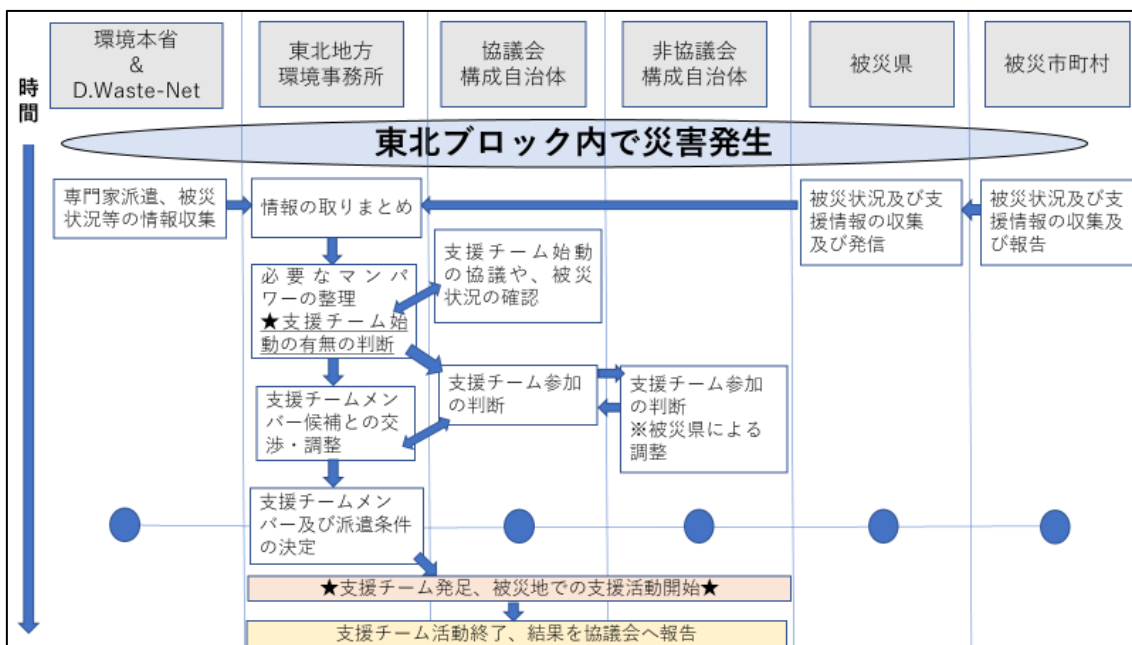 環境本省
&
D.Waste-Net
東北地方
環境事務所
協議会
構成自治体
非協議会
構成自治体
被災県
被災市町村
時間
東北ブロック内で災害発生
専門家派遣、被災
状況等の情報収集
情報の取りまとめ
被災状況及び支
援情報の収集
及び発信
被災状況及び支
援情報の収集及
び報告
必要なマンパ
ワーの整理
★支援チーム始
動の有無の判断
支援チーム始動
の協議や、被災
状況の確認
支援チームメン
バー候補との交
渉・調整
支援チーム参加
の判断
支援チーム参加
の判断
※被災県による
調整
支援チームメン
バー及び派遣条件
の決定
★支援チーム発足、被災地での支援活動開始★
支援チーム活動終了、結果を協議会へ報告